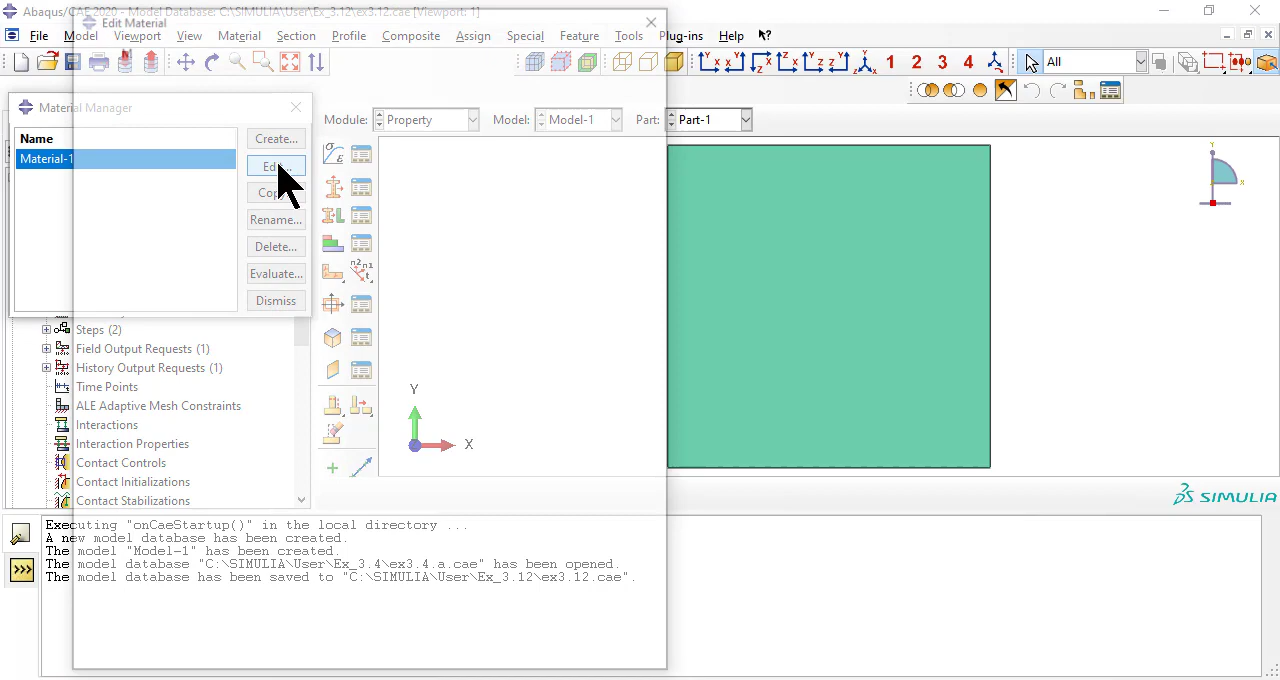 Abaqus/CAE 2020 - Model Database: C:\SIMULIA\User\Ex_3.12\ex3.12.cae [Viewport: 1]
Edit Material
File Model Viewport View Material Section Profile Composite Assign Special Feature Tools Plug-ins Help
1 2 3 4
All
Material Manager
Name
Material-1
Create...
Rename...
Delete...
Evaluate...
Dismiss
Module: Property Model: Model-1 Part: Part-1
Steps (2)
Field Output Requests (1)
History Output Requests (1)
Time Points
ALE Adaptive Mesh Constraints
Interactions
Interaction Properties
Contact Controls
Contact Initializations
Contact Stabilizations
Y
X
Y
X
SIMULIA
Executing "onCaeStartup()" in the local directory ...
A new model database has been created.
The model "Model-1" has been created.
The model database "C:\SIMULIA\User\Ex_3.4\ex3.4.a.cae" has been opened.
The model database has been saved to "C:\SIMULIA\User\Ex_3.12\ex3.12.cae".